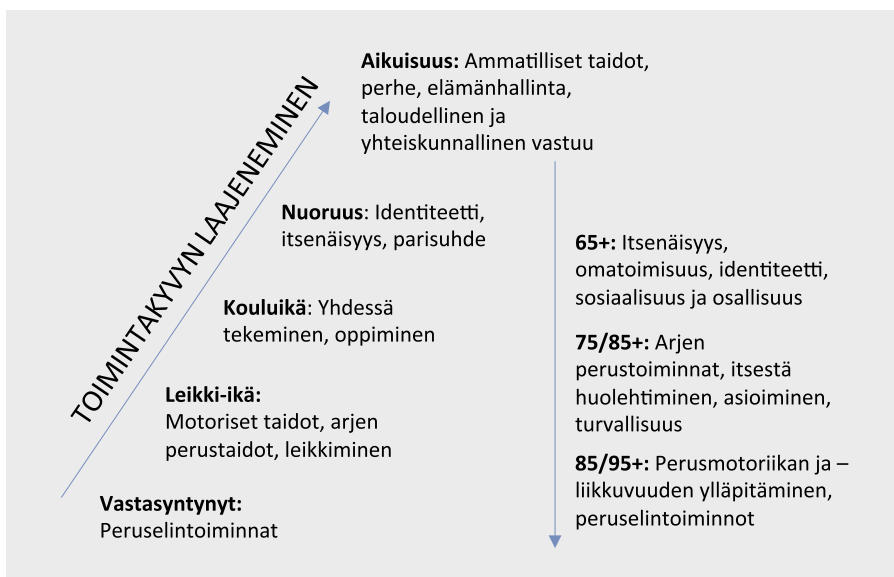 TOIMINTAKYVYN LAAJENEMINEN
Aikuisuus: Ammatilliset taidot,
perhe, elämänhallinta,
taloudellinen ja
yhteiskunnallinen vastuu
Nuoruus: Identiteetti,
itsenäisyys, parisuhde
Kouluikä: Yhdessä
tekeminen, oppiminen
Leikki-ikä:
Motoriset taidot, arjen
perustaidot, leikkiminen
Vastasyntynyt:
Peruselintoiminnat
65+: Itsenäisyys,
omatoimisuus, identiteetti,
sosiaalisuus ja osallisuus
75/85+: Arjen
perustoiminnat, itsestä
huolehtiminen, asioiminen,
turvallisuus
85/95+: Perusmotoriikan ja –
liikkuvuuden ylläpitäminen,
peruselintoiminnot